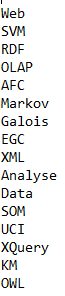 Web
SVM
RDF
OLAP
AFC
Markov
Galois
EGC
XML
Analyse
Data
SOM
UCI
XQuery
KM
OWL